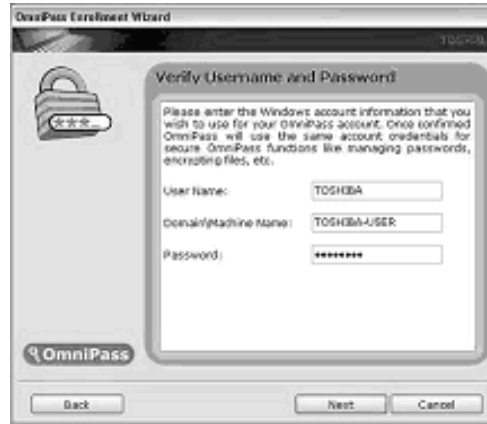 OmniPass Enrollment Wizard
TOSHIBA
Verify Username and Password
Please enter the Windows account information that you
wish to use for your OmniPass account. Once confirmed
OmniPass will use the same account credentials for
secure OmniPass functions like managing passwords,
encrypting files, etc.
User Name:
TOSHIBA
Domain\Machine Name:
TOSHIBA-USER
Password:
********
***_
OmniPass
Back
Next
Cancel